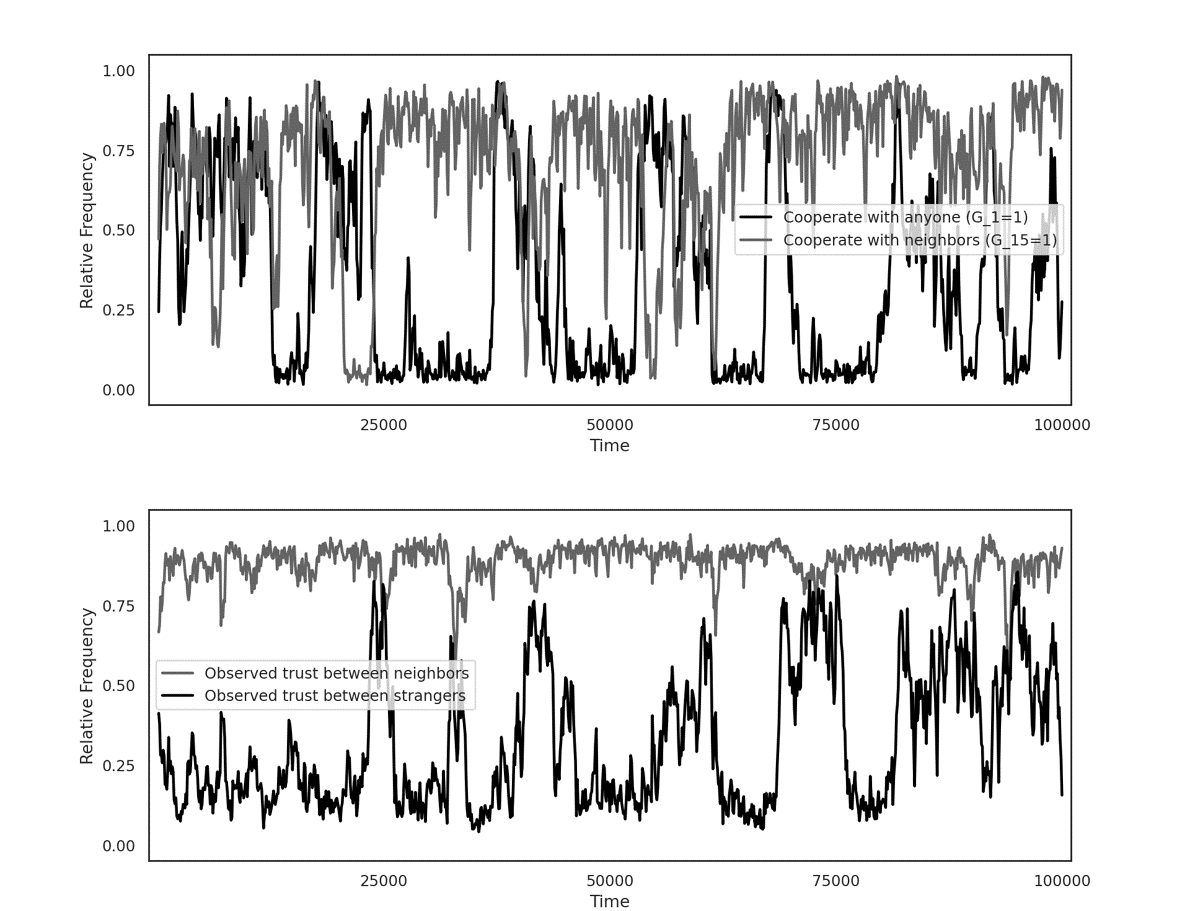 1.00
0.75
0.50
0.25
0.00
Relative Frequency
Cooperate with anyone (G_1=1)
Cooperate with neighbors (G_15=1)
25000 50000 75000 100000
Time
1.00
0.75
0.50
0.25
0.00
Relative Frequency
Observed trust between neighbors
Observed trust between strangers
25000 50000 75000 100000
Time